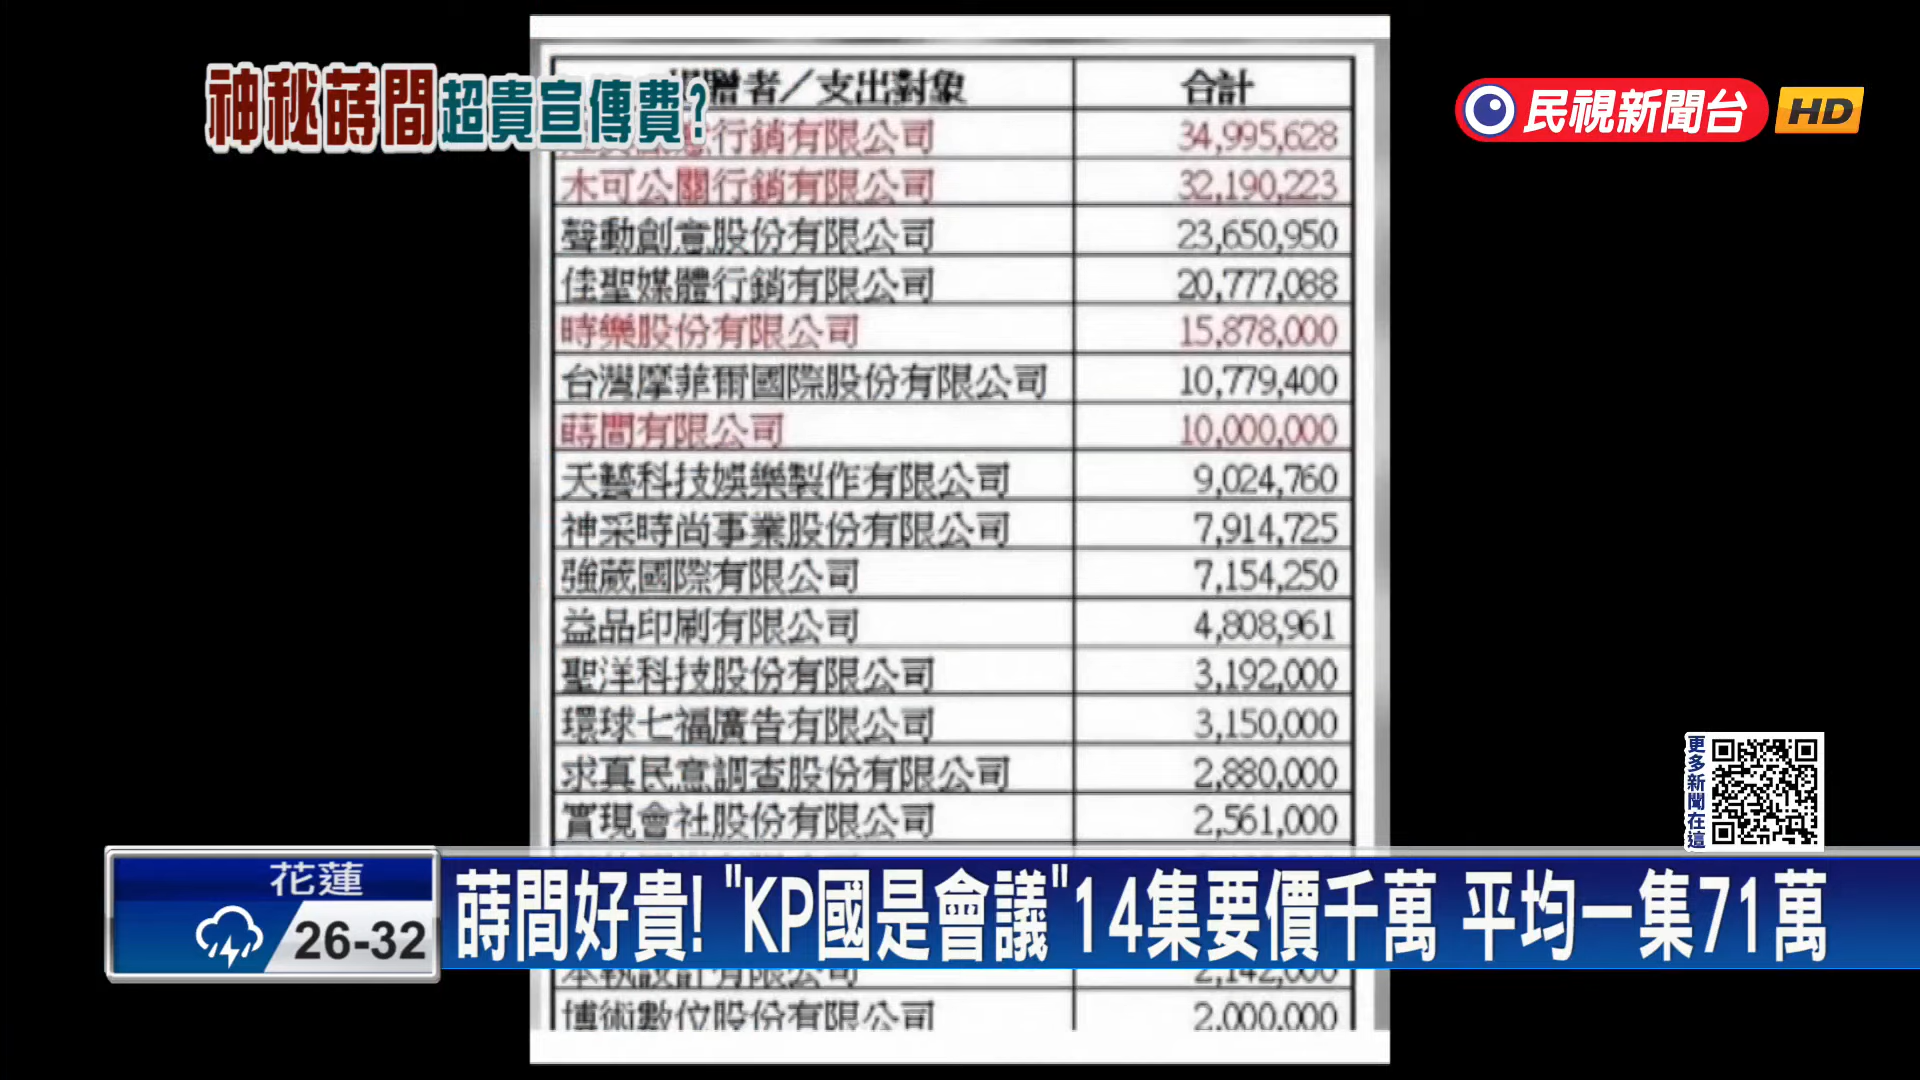 神秘蒔間超貴宣傳費?
民視新聞台 HD
贈者／支出對象 合計
行銷有限公司 34,995,628
木可公關行銷有限公司 32,190,223
聲動創意股份有限公司 23,650,950
佳聖媒體行銷有限公司 20,777,088
時樂股份有限公司 15,878,000
台灣摩菲爾國際股份有限公司 10,779,400
蒔間有限公司 10,000,000
天藝科技娛樂製作有限公司 9,024,760
神采時尚事業股份有限公司 7,914,725
強葳國際有限公司 7,154,250
益品印刷有限公司 4,808,961
聖洋科技股份有限公司 3,192,000
環球七福廣告有限公司 3,150,000
求真民意調查股份有限公司 2,880,000
實現會社股份有限公司 2,561,000
更多新聞在這
花蓮
26-32
蒔間好貴!"KP國是會議"14集要價千萬 平均一集71萬
有限公司 2,142,000
博術數位股份有限公司 2,000,000